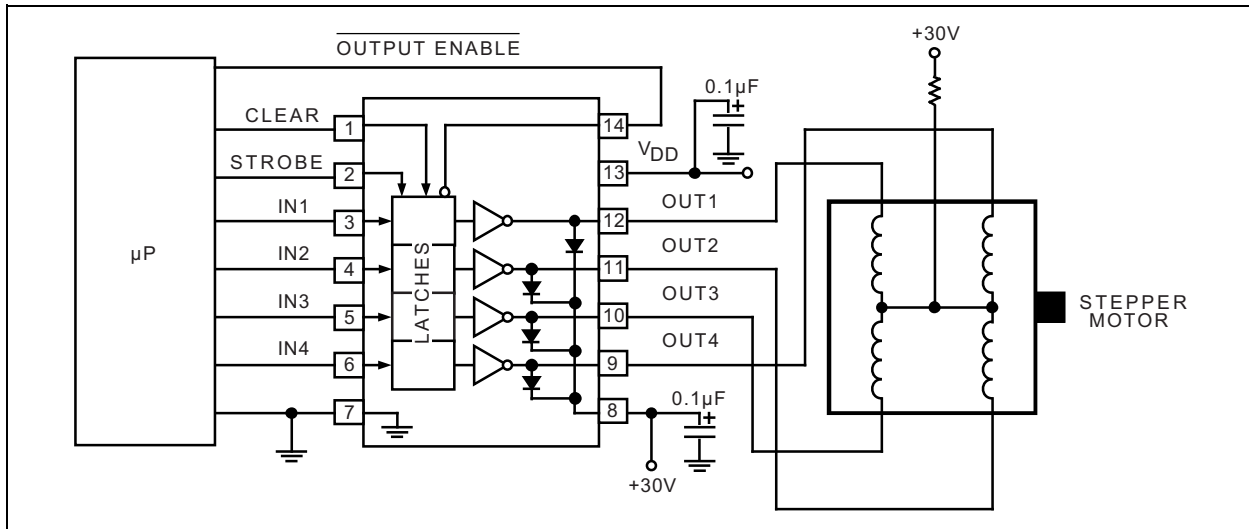 OUTPUT ENABLE
+30V
0.1µF
+
CLEAR
1
14
VDD
STROBE
2
13
IN1
3
12
OUT1
µP
LATCHES
OUT2
IN2
4
11
OUT3
IN3
5
10
STEPPER
MOTOR
OUT4
IN4
6
9
0.1µF
+
7
8
+30V